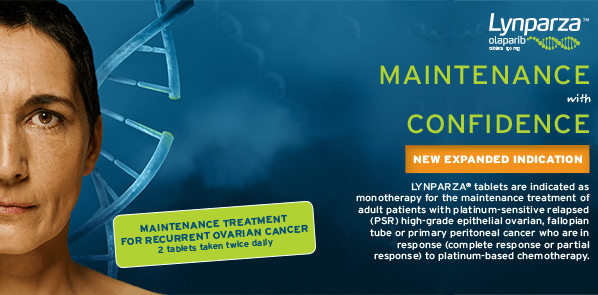 Lynparza™
olaparib
MAINTENANCE
with
CONFIDENCE
NEW EXPANDED INDICATION
LYNPARZA® tablets are indicated as
monotherapy for the maintenance treatment of
adult patients with platinum-sensitive relapsed
(PSR) high-grade epithelial ovarian, fallopian
tube or primary peritoneal cancer who are in
response (complete response or partial
response) to platinum-based chemotherapy.
MAINTENANCE TREATMENT
FOR RECURRENT OVARIAN CANCER
2 tablets taken twice daily